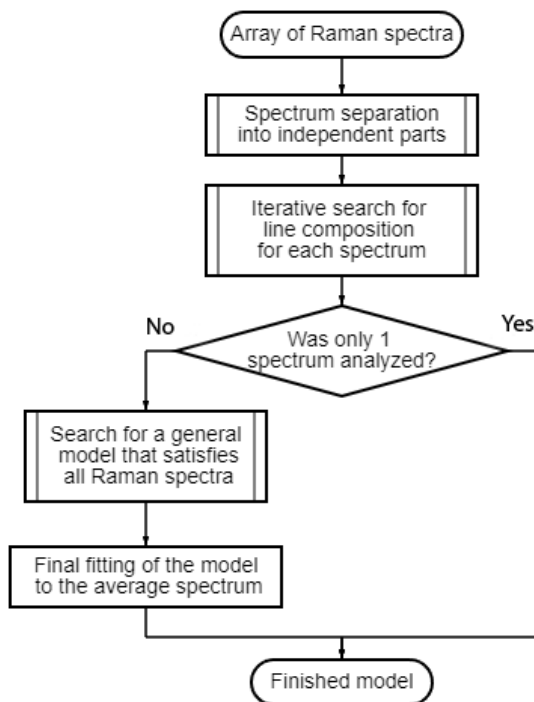 Array of Raman spectra
Spectrum separation
into independent parts
Iterative search for
line composition
for each spectrum
No
Yes
Was only 1
spectrum analyzed?
Search for a general
model that satisfies
all Raman spectra
Final fitting of the model
to the average spectrum
Finished model